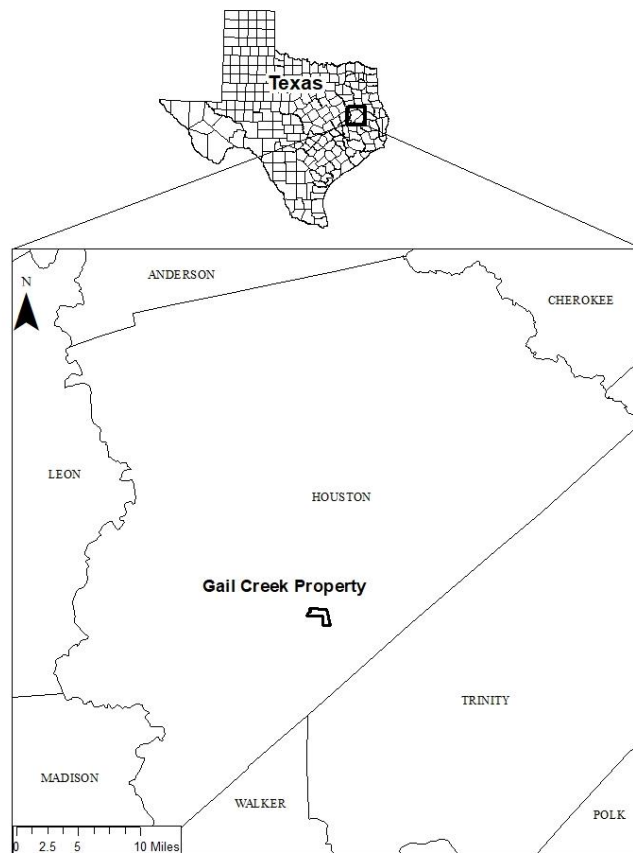 Texas
N
ANDERSON
CHEROKEE
LEON
HOUSTON
Gail Creek Property
TRINITY
MADISON
WALKER
POLK
0 2.5 5 10 Miles